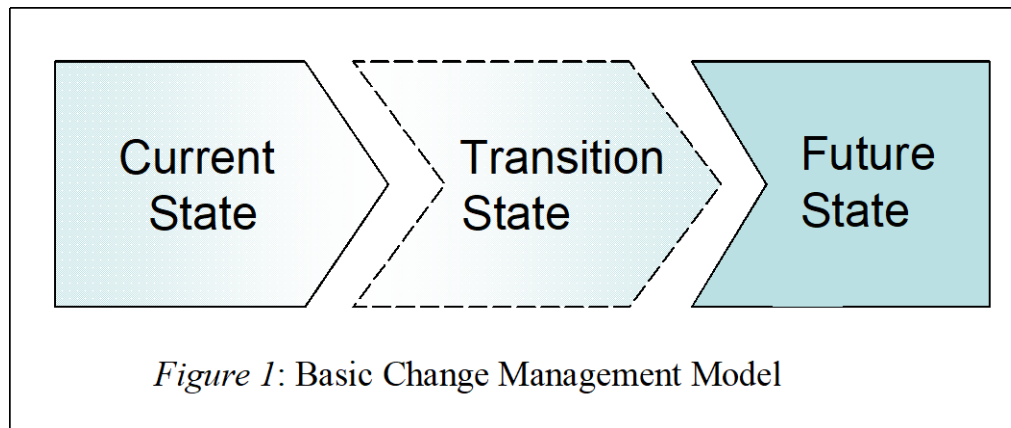 Current
State
Transition
State
Future
State
Figure 1: Basic Change Management Model